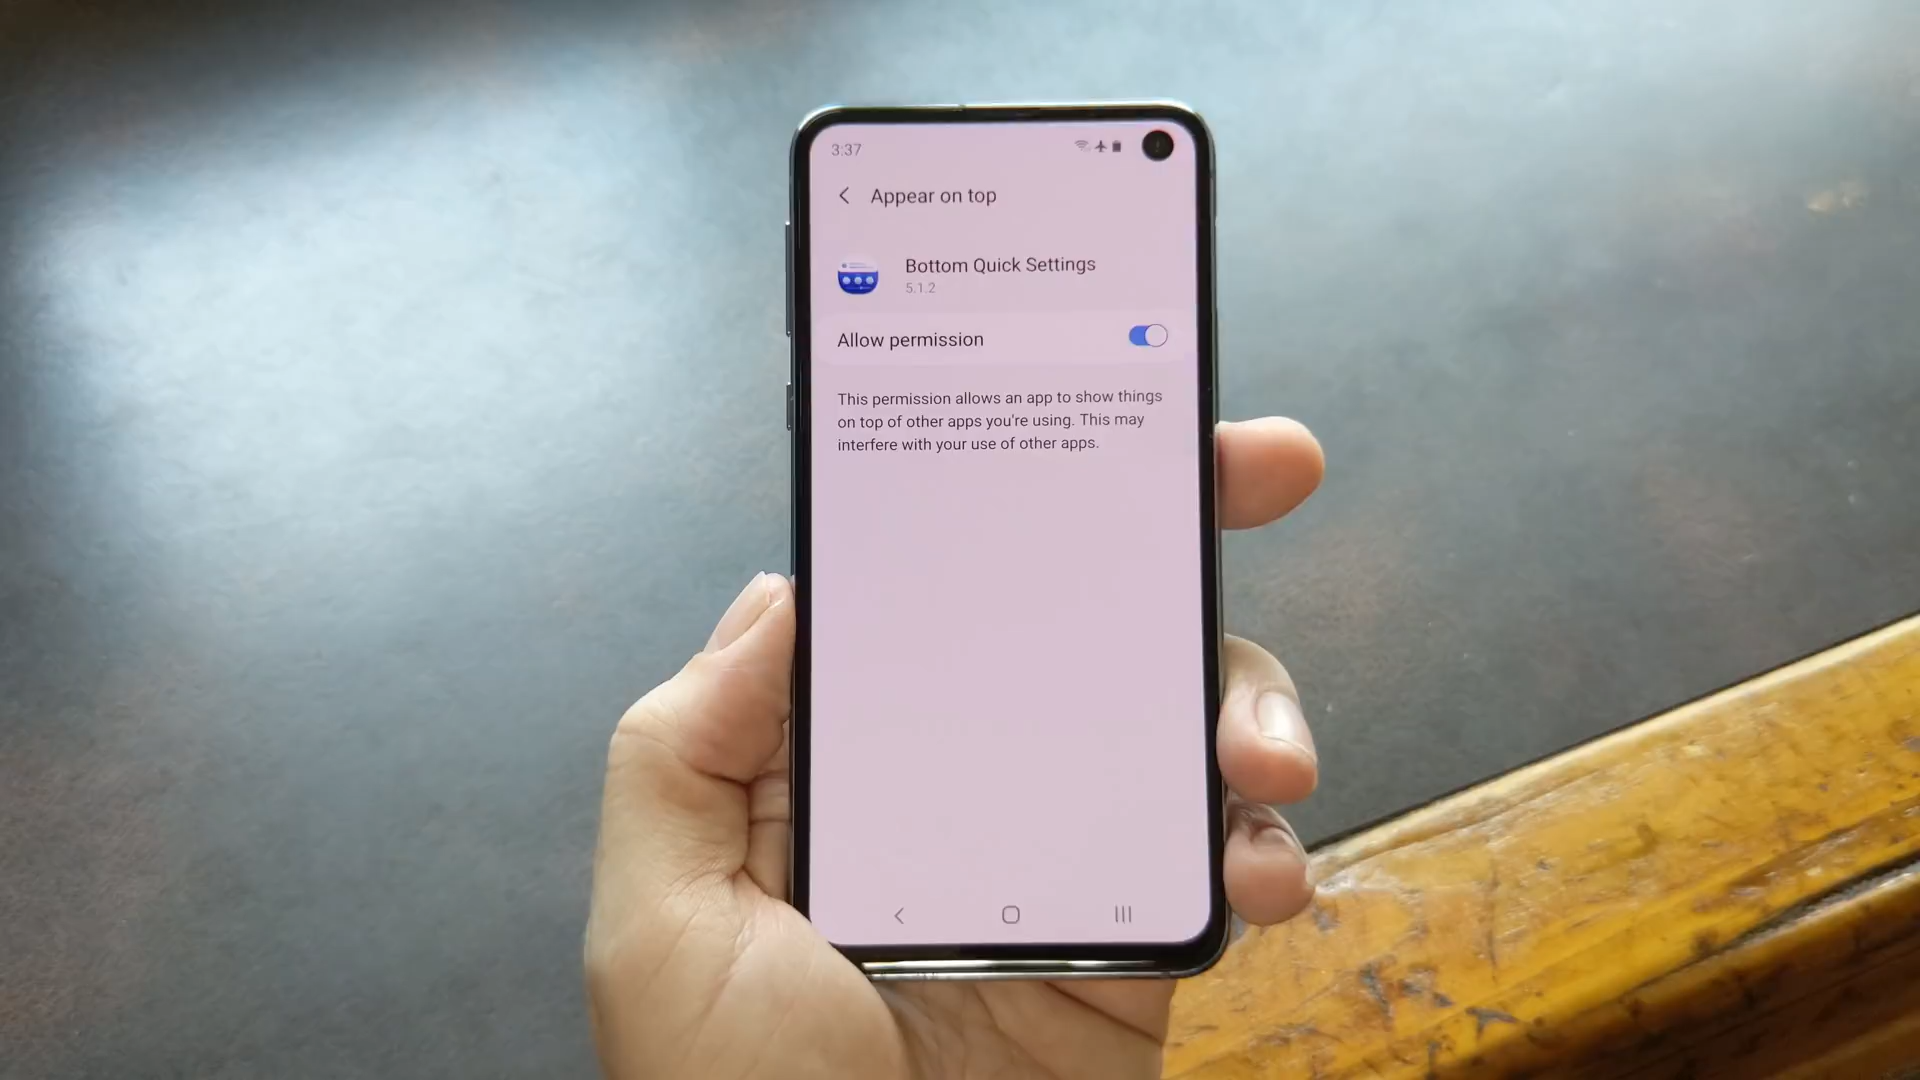 3:37
Appear on top
Bottom Quick Settings
5.1.2
Allow permission
This permission allows an app to show things
on top of other apps you're using. This may
interfere with your use of other apps.